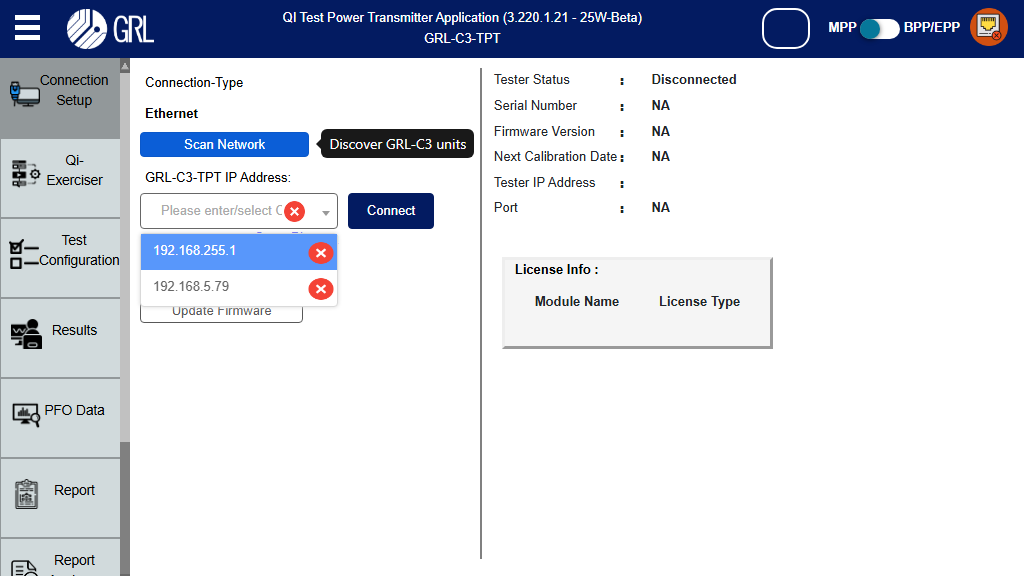 QI Test Power Transmitter Application (3.220.1.21 - 25W-Beta)
GRL-C3-TPT
GRL
MPP
BPP/EPP
Connection
Setup
Qi-
Exerciser
Test
Configuration
Results
PFO Data
Report
Report
Connection-Type
Ethernet
Scan Network
Discover GRL-C3 units
GRL-C3-TPT IP Address:
Please enter/select
Connect
192.168.255.1
192.168.5.79
Update Firmware
Tester Status : Disconnected
Serial Number : NA
Firmware Version : NA
Next Calibration Date : NA
Tester IP Address :
Port : NA
License Info :
Module Name License Type